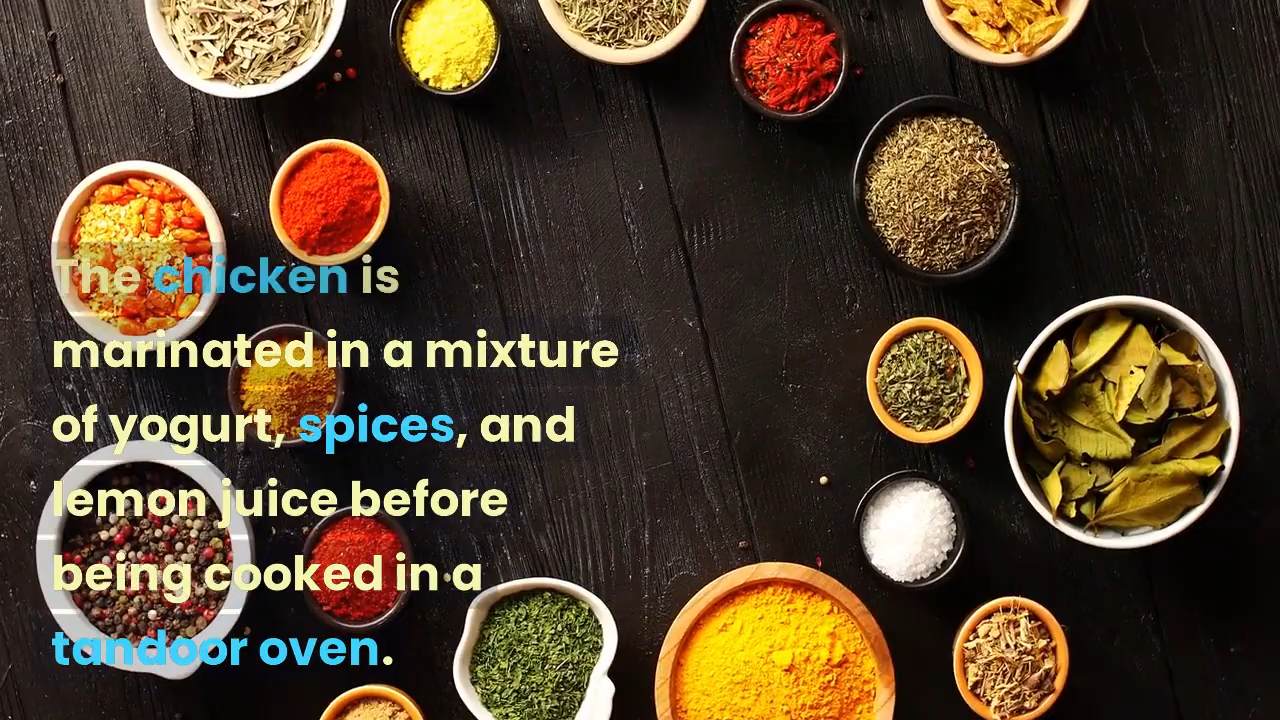 The chicken is
marinated in a mixture
of yogurt, spices, and
lemon juice before
being cooked in a
tandoor oven.